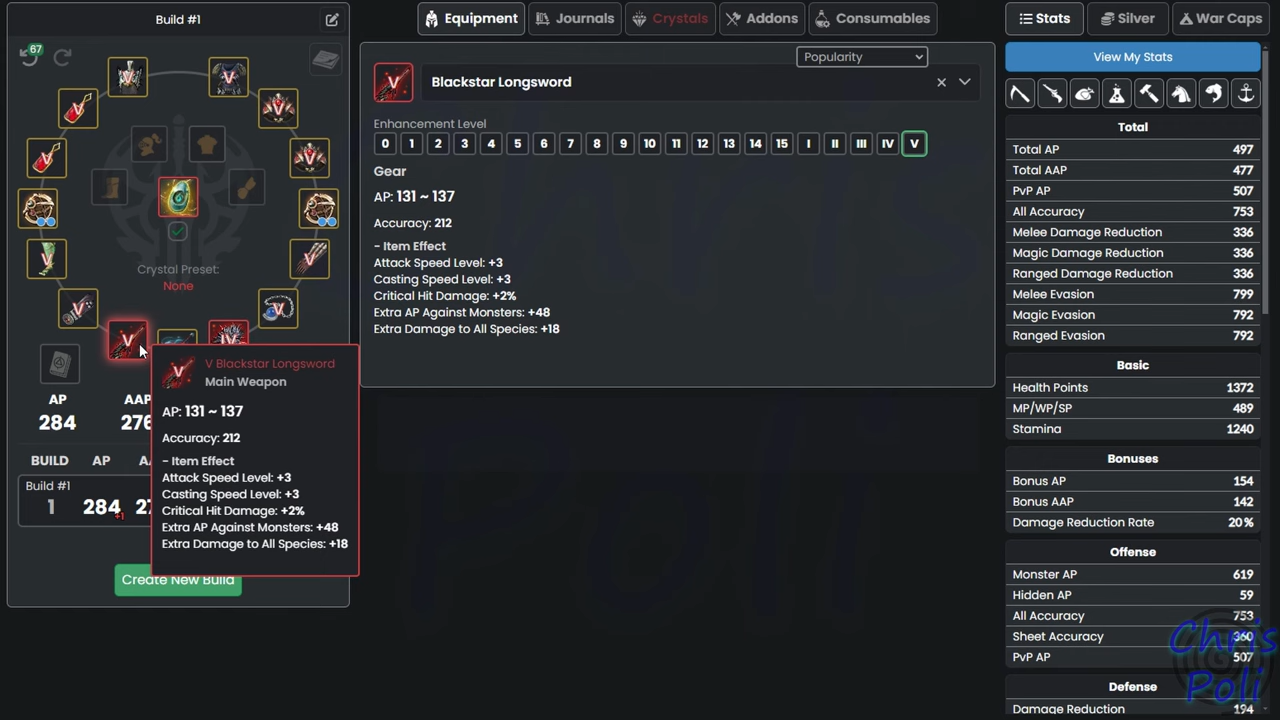 Build #1
67
Crystal Preset:
None
AP
AAP
284
276
BUILD
AP
Build #1
1
284
+1
Create New Build
V Blackstar Longsword
Main Weapon
AP: 131 ~ 137
Accuracy: 212
- Item Effect
Attack Speed Level: +3
Casting Speed Level: +3
Critical Hit Damage: +2%
Extra AP Against Monsters: +48
Extra Damage to All Species: +18
Equipment
Journals
Crystals
Addons
Consumables
Popularity
V
Blackstar Longsword
Enhancement Level
0 1 2 3 4 5 6 7 8 9 10 11 12 13 14 15 I II III IV V
Gear
AP: 131 ~ 137
Accuracy: 212
- Item Effect
Attack Speed Level: +3
Casting Speed Level: +3
Critical Hit Damage: +2%
Extra AP Against Monsters: +48
Extra Damage to All Species: +18
Stats
Silver
War Caps
View My Stats
Total
Total AP 497
Total AAP 477
PvP AP 507
All Accuracy 753
Melee Damage Reduction 336
Magic Damage Reduction 336
Ranged Damage Reduction 336
Melee Evasion 799
Magic Evasion 792
Ranged Evasion 792
Basic
Health Points 1372
MP/WP/SP 489
Stamina 1240
Bonuses
Bonus AP 154
Bonus AAP 142
Damage Reduction Rate 20%
Offense
Monster AP 619
Hidden AP 59
All Accuracy 753
Sheet Accuracy 360
PvP AP 507
Defense
Damage Reduction 194
Chris
Poli